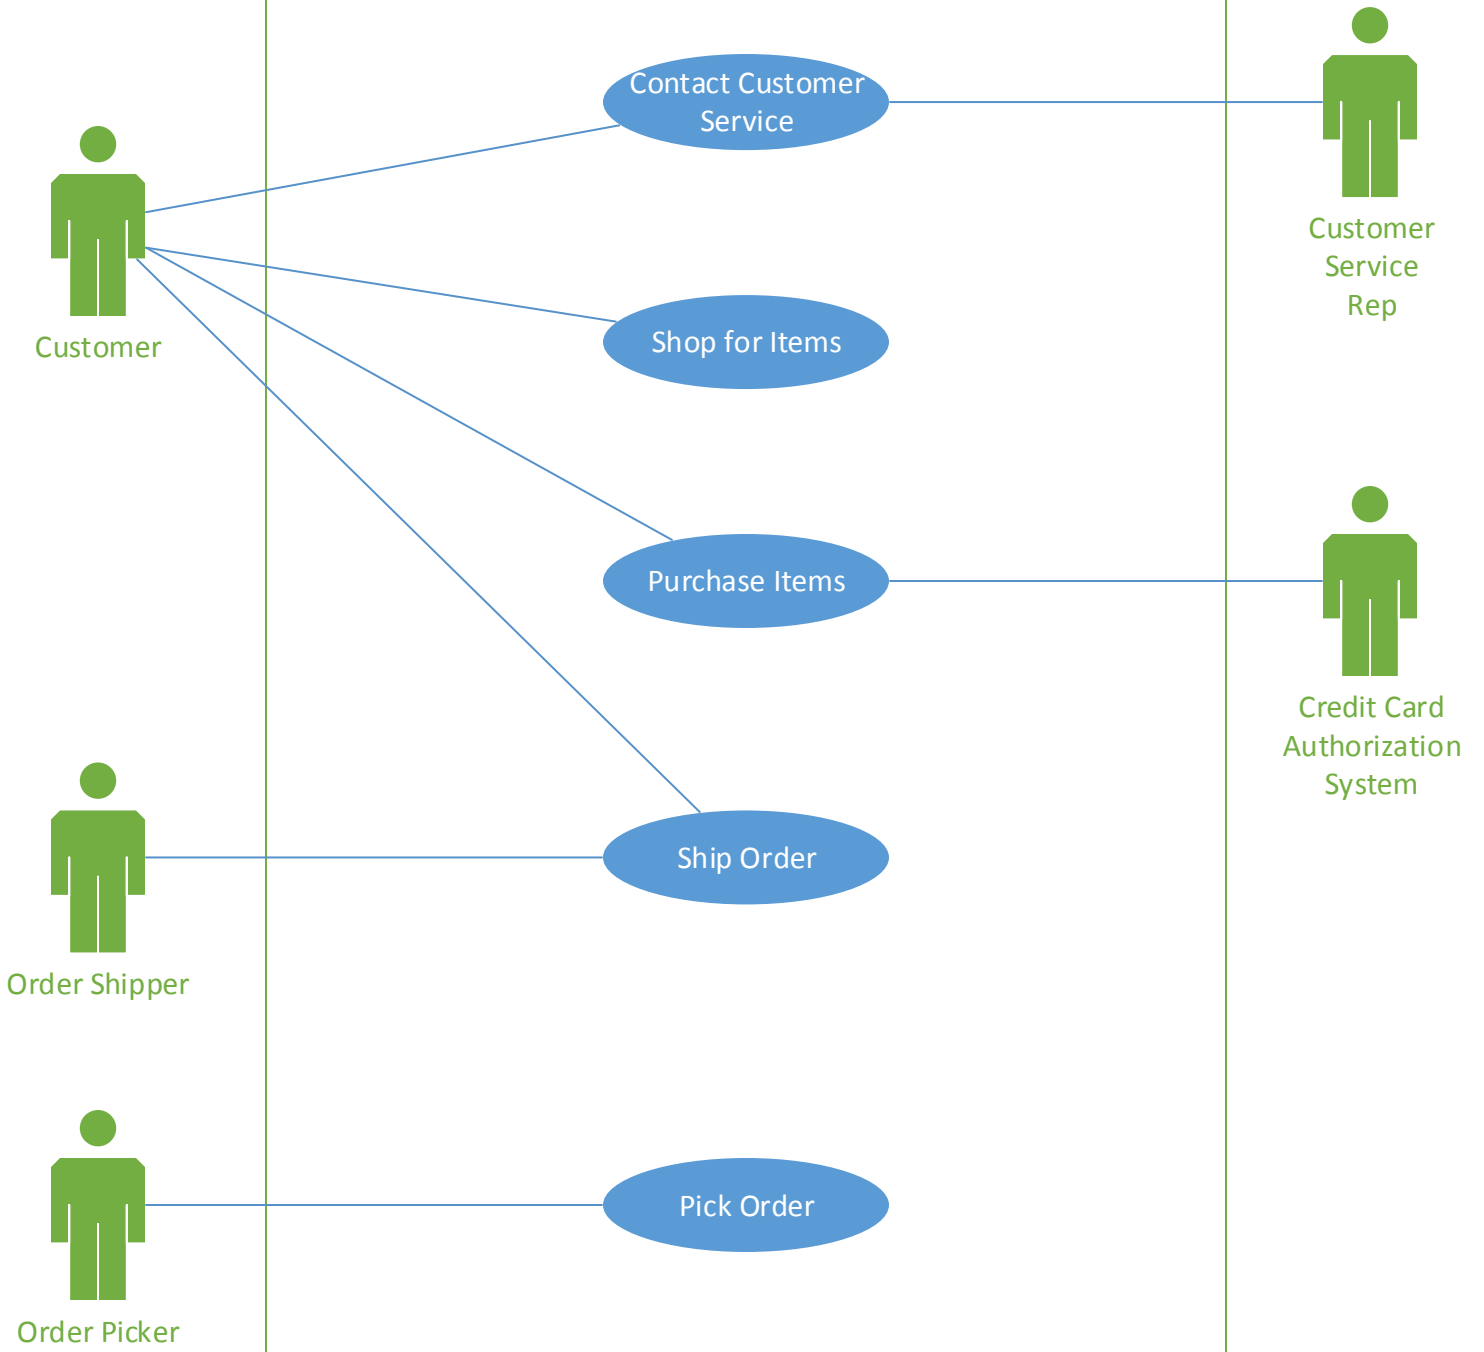 Contact Customer
Service
Customer
Service
Rep
Customer
Shop for Items
Purchase Items
Credit Card
Authorization
System
Ship Order
Order Shipper
Pick Order
Order Picker